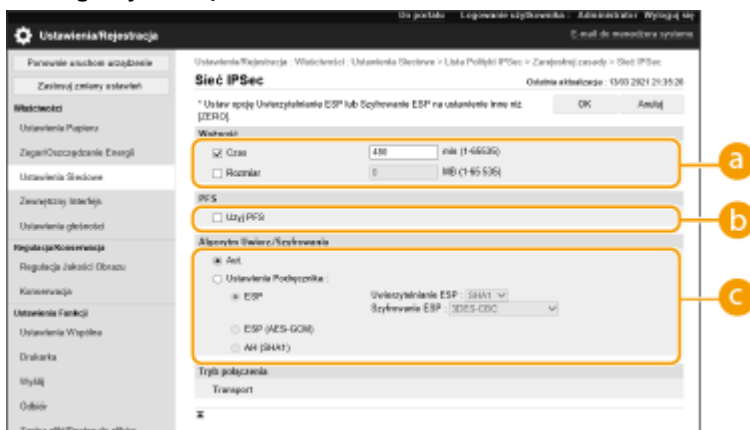 Do portalu Logowanie użytkownika : Administrator Wyloguj się
Ustawienia/Rejestracja
E-mail do menedżera systemu
Ponownie uruchom urządzenie
Zastosuj zmiany ustawień
Właściwości
Ustawienia Papieru
Zegar/Oszczędzanie Energii
Ustawienia Sieciowe
Zewnętrzny Interfejs
Ustawienia głośności
Regulacja/Konserwacja
Regulacja Jakości Obrazu
Konserwacja
Ustawienia Funkcji
Ustawienia Wspólne
Drukarka
Wyślij
Odbiór
Ustawienia/Rejestracja : Właściwości : Ustawienia Sieciowe > Lista Polityki IPSec > Zarejestruj zasady > Sieć IPSec
Sieć IPSec
Ostatnia aktualizacja : 13/03 2021 21:35:26
* Ustaw opcję Uwierzytelnianie ESP lub Szyfrowanie ESP na ustawienie inne niż [ZERO].
OK Anuluj
Ważność
Czas 480 min (1-65535)
Rozmiar 0 MB (1-65 535)
a
PFS
Użyj PFS
b
Algorytm Uwierz./Szyfrowania
Aut.
Ustawienia Podręcznika :
ESP Uwierzytelnianie ESP : SHA1
Szyfrowanie ESP : 3DES-CBC
ESP (AES-GCM)
AH (SHA1)
c
Tryb połączenia
Transport